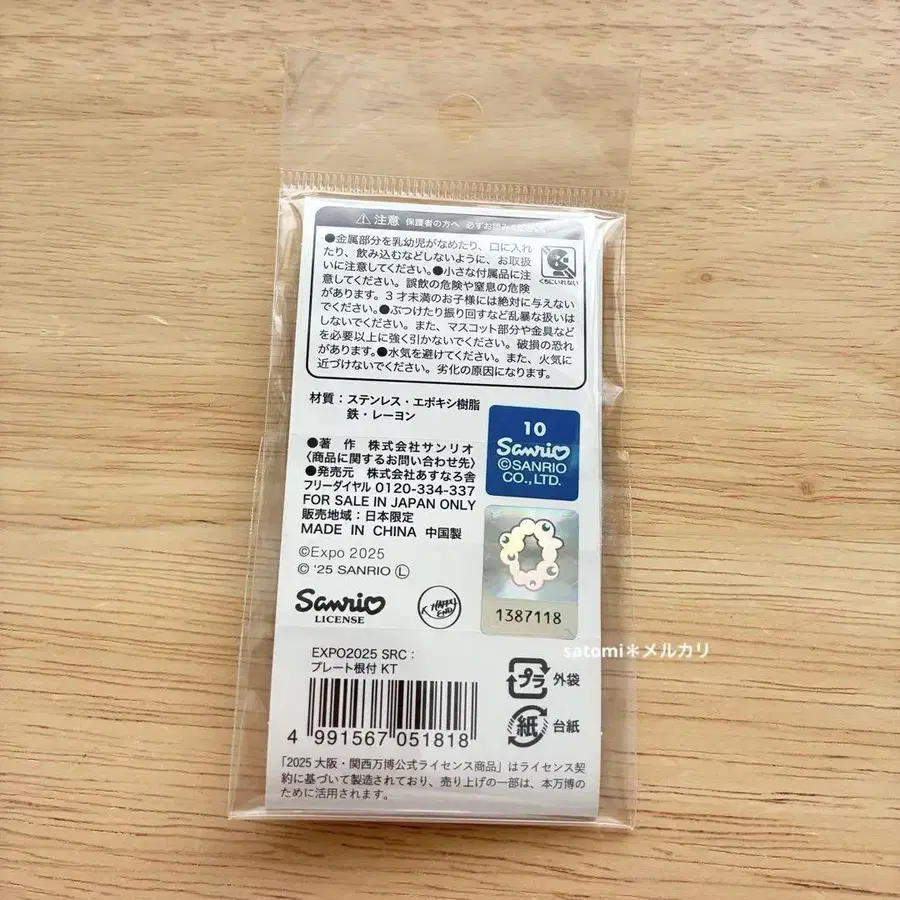 ⚠注意 保護者の方へ 必ずお読みください
●金属部分を乳幼児がなめたり、口に入れ
たり、飲み込むなどしないように、お取扱
いに注意してください。●小さな付属品に注
意してください。誤飲の危険や窒息の危険
があります。3才未満のお子様には絶対に与えない
でください。●ぶつけたり振り回すなど乱暴な扱いは
しないでください。また、マスコット部分や金具など
を必要以上に強く引かないでください。破損の恐れ
があります。●水気を避けてください。また、火気に
近づけないでください。劣化の原因になります。
くちにいれない
材質：ステンレス・エポキシ樹脂
鉄・レーヨン
●著 作 株式会社サンリオ
〈商品に関するお問い合わせ先〉
●発売元 株式会社あすなろ舎
フリーダイヤル 0120-334-337
FOR SALE IN JAPAN ONLY
販売地域：日本限定
MADE IN CHINA 中国製
©Expo 2025
© '25 SANRIO Ⓛ
10
Sanrio
©SANRIO
CO., LTD.
1387118
Sanrio
LICENSE
HAPPY
END
satomi＊メルカリ
EXPO2025 SRC：
プレート根付 KT
4 991567 051818
プラ 外袋
紙 台紙
「2025 大阪・関西万博公式ライセンス商品」はライセンス契
約に基づいて製造されており、売り上げの一部は、本万博の
ために活用されます。